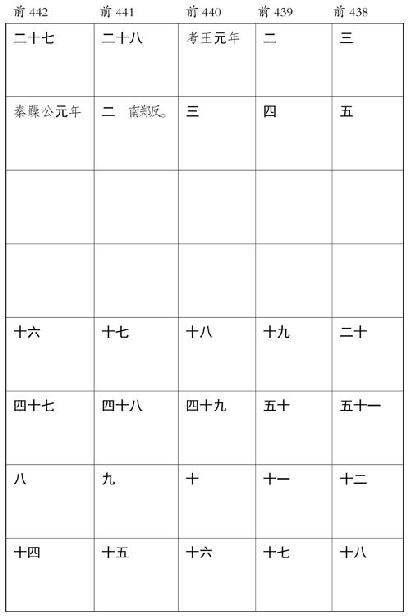 前 442 前 441 前 440 前 439 前 438
二十七 二十八 考王元年 二 三
秦躁公元年 二 南郑反。 三 四 五
十六 十七 十八 十九 二十
四十七 四十八 四十九 五十 五十一
八 九 十 十一 十二
十四 十五 十六 十七 十八